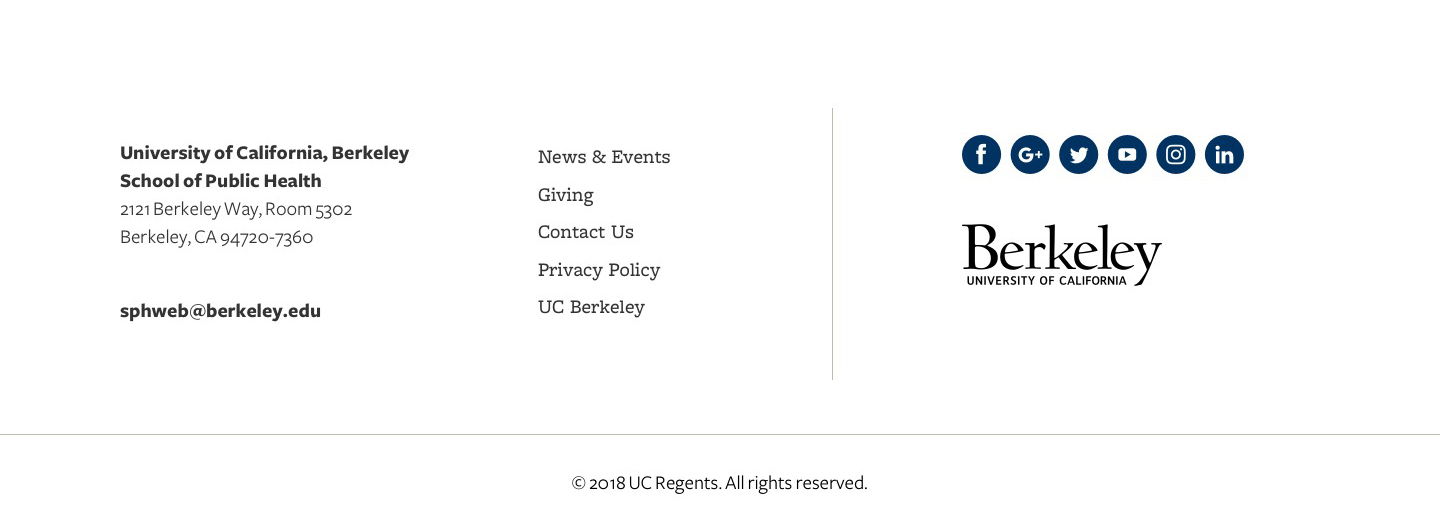 University of California, Berkeley
School of Public Health
2121 Berkeley Way, Room 5302
Berkeley, CA 94720-7360
sphweb@berkeley.edu
News & Events
Giving
Contact Us
Privacy Policy
UC Berkeley
f G+ in
Berkeley
UNIVERSITY OF CALIFORNIA
© 2018 UC Regents. All rights reserved.